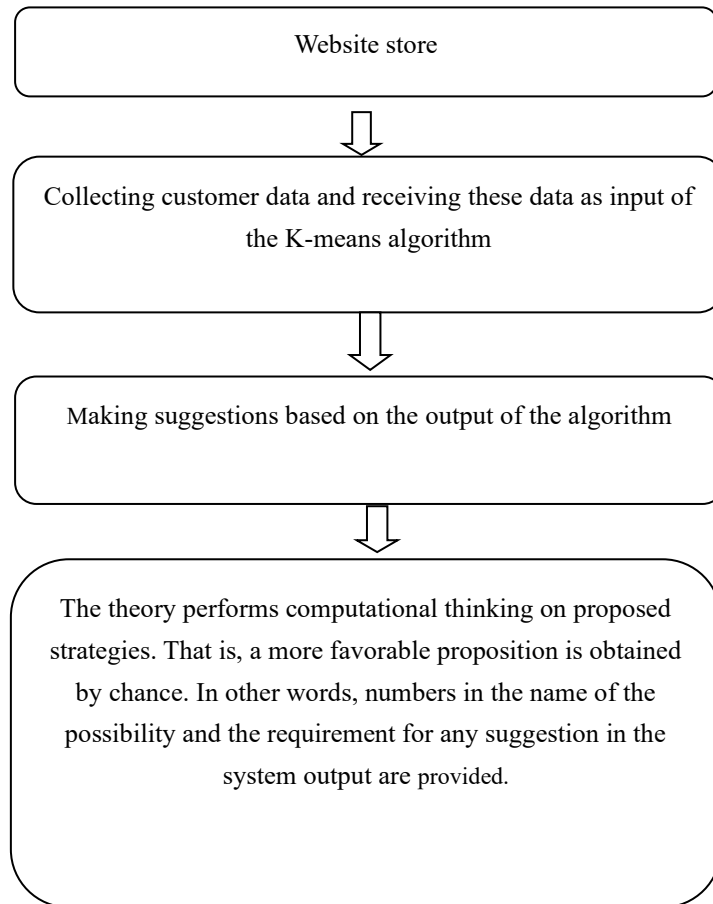 Website store
Collecting customer data and receiving these data as input of
the K-means algorithm
Making suggestions based on the output of the algorithm
The theory performs computational thinking on proposed
strategies. That is, a more favorable proposition is obtained
by chance. In other words, numbers in the name of the
possibility and the requirement for any suggestion in the
system output are provided.